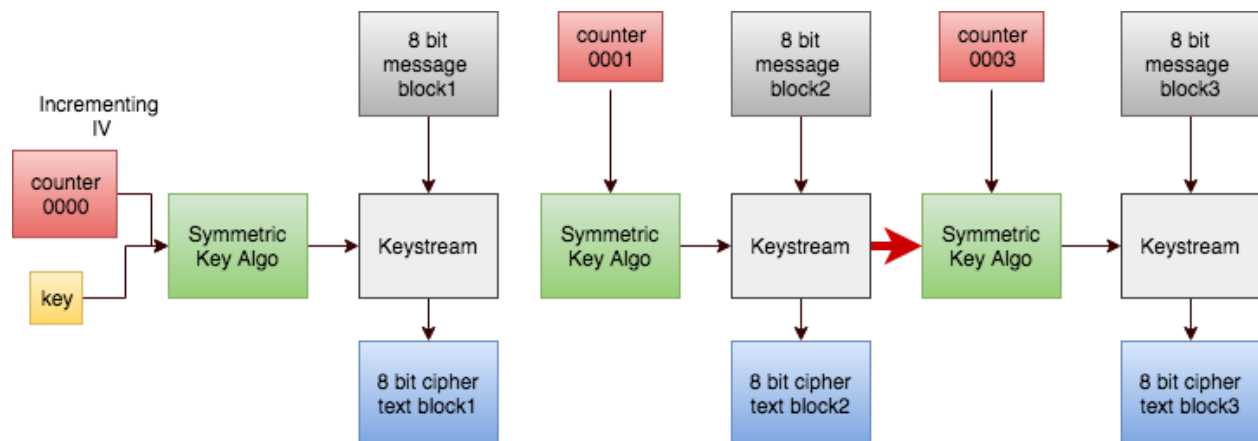 8 bit
message
block1
counter
0001
8 bit
message
block2
counter
0003
8 bit
message
block3
Incrementing
IV
counter
0000
key
Symmetric
Key Algo
Keystream
Symmetric
Key Algo
Keystream
Symmetric
Key Algo
Keystream
8 bit cipher
text block1
8 bit cipher
text block2
8 bit cipher
text block3